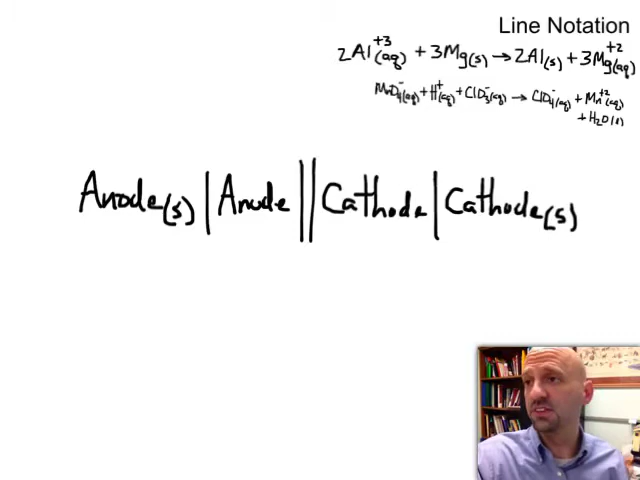 Line Notation
2Al⁺³(aq) + 3Mg(s) → 2Al(s) + 3Mg⁺²(aq)
MnO₄⁻(aq) + H⁺(aq) + ClO₃⁻(aq) → ClO₄⁻(aq) + Mn⁺²(aq)
+ H₂O(l)
Anode(s) | Anode || Cathode | Cathode(s)